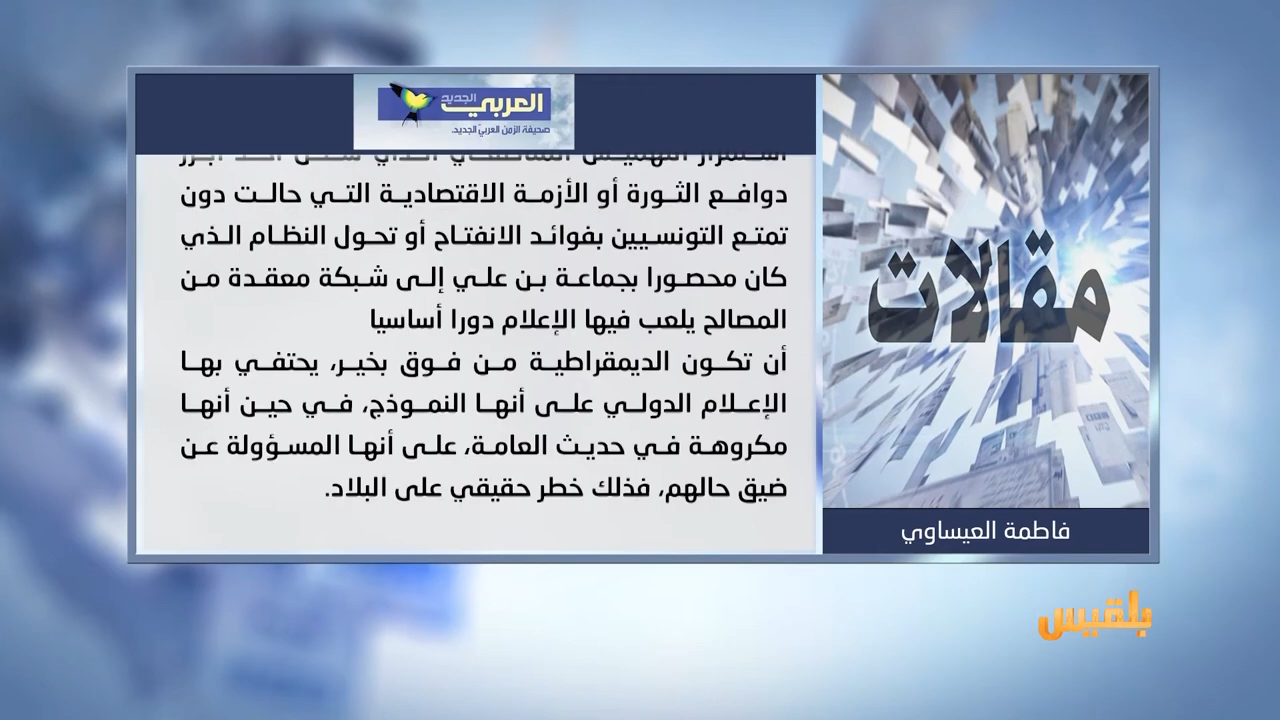 العربي الجديد
صحيفة الزمن العربي الجديد.
دوافع الثورة أو الأزمة الاقتصادية التي حالت دون
تمتع التونسيين بفوائد الانفتاح أو تحول النظام الذي
كان محصورا بجماعة بن علي إلى شبكة معقدة من
المصالح يلعب فيها الإعلام دورا أساسيا
أن تكون الديمقراطية من فوق بخير، يحتفي بها
الإعلام الدولي على أنها النموذج، في حين أنها
مكروهة في حديث العامة، على أنها المسؤولة عن
ضيق حالهم، فذلك خطر حقيقي على البلاد.
مقالات
فاطمة العيساوي
بلقيس